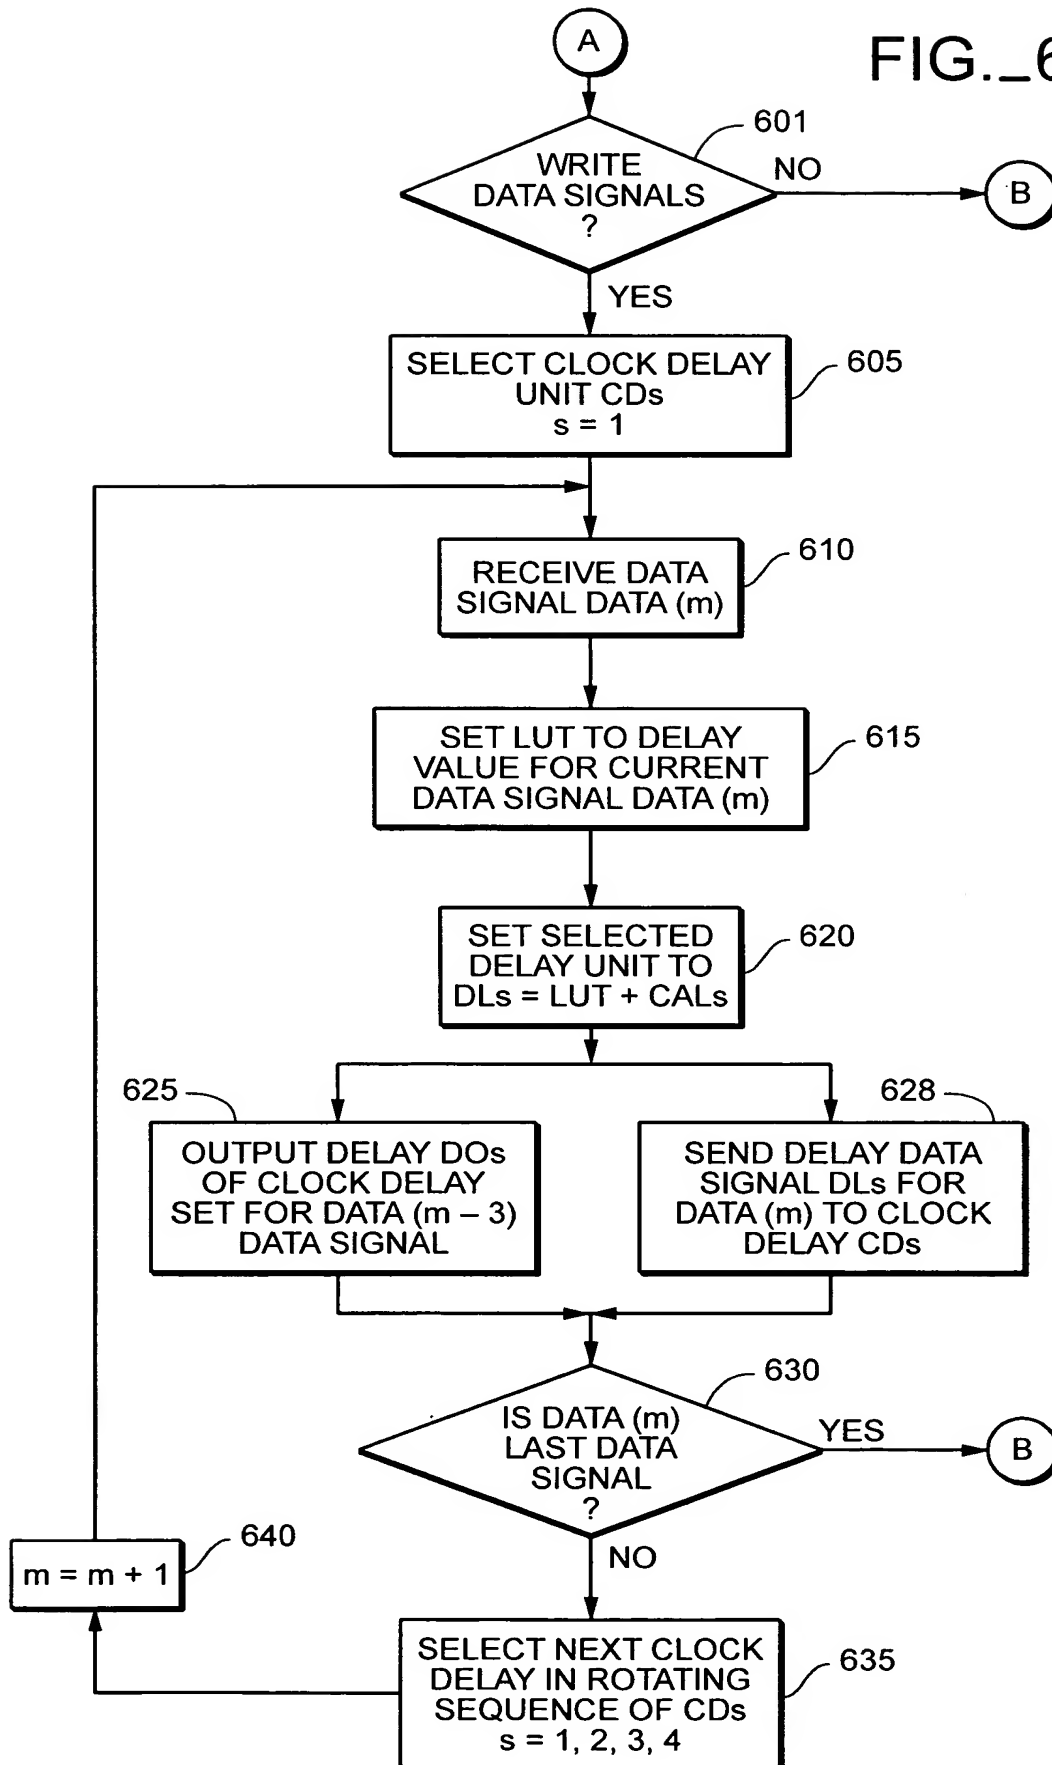 A
FIG._6
601
WRITE
DATA SIGNALS
?
NO
B
YES
SELECT CLOCK DELAY
UNIT CDs
s = 1
605
RECEIVE DATA
SIGNAL DATA (m)
610
SET LUT TO DELAY
VALUE FOR CURRENT
DATA SIGNAL DATA (m)
615
SET SELECTED
DELAY UNIT TO
DLs = LUT + CALs
620
625
OUTPUT DELAY DOs
OF CLOCK DELAY
SET FOR DATA (m – 3)
DATA SIGNAL
628
SEND DELAY DATA
SIGNAL DLs FOR
DATA (m) TO CLOCK
DELAY CDs
630
IS DATA (m)
LAST DATA
SIGNAL
?
YES
B
NO
640
m = m + 1
SELECT NEXT CLOCK
DELAY IN ROTATING
SEQUENCE OF CDs
s = 1, 2, 3, 4
635